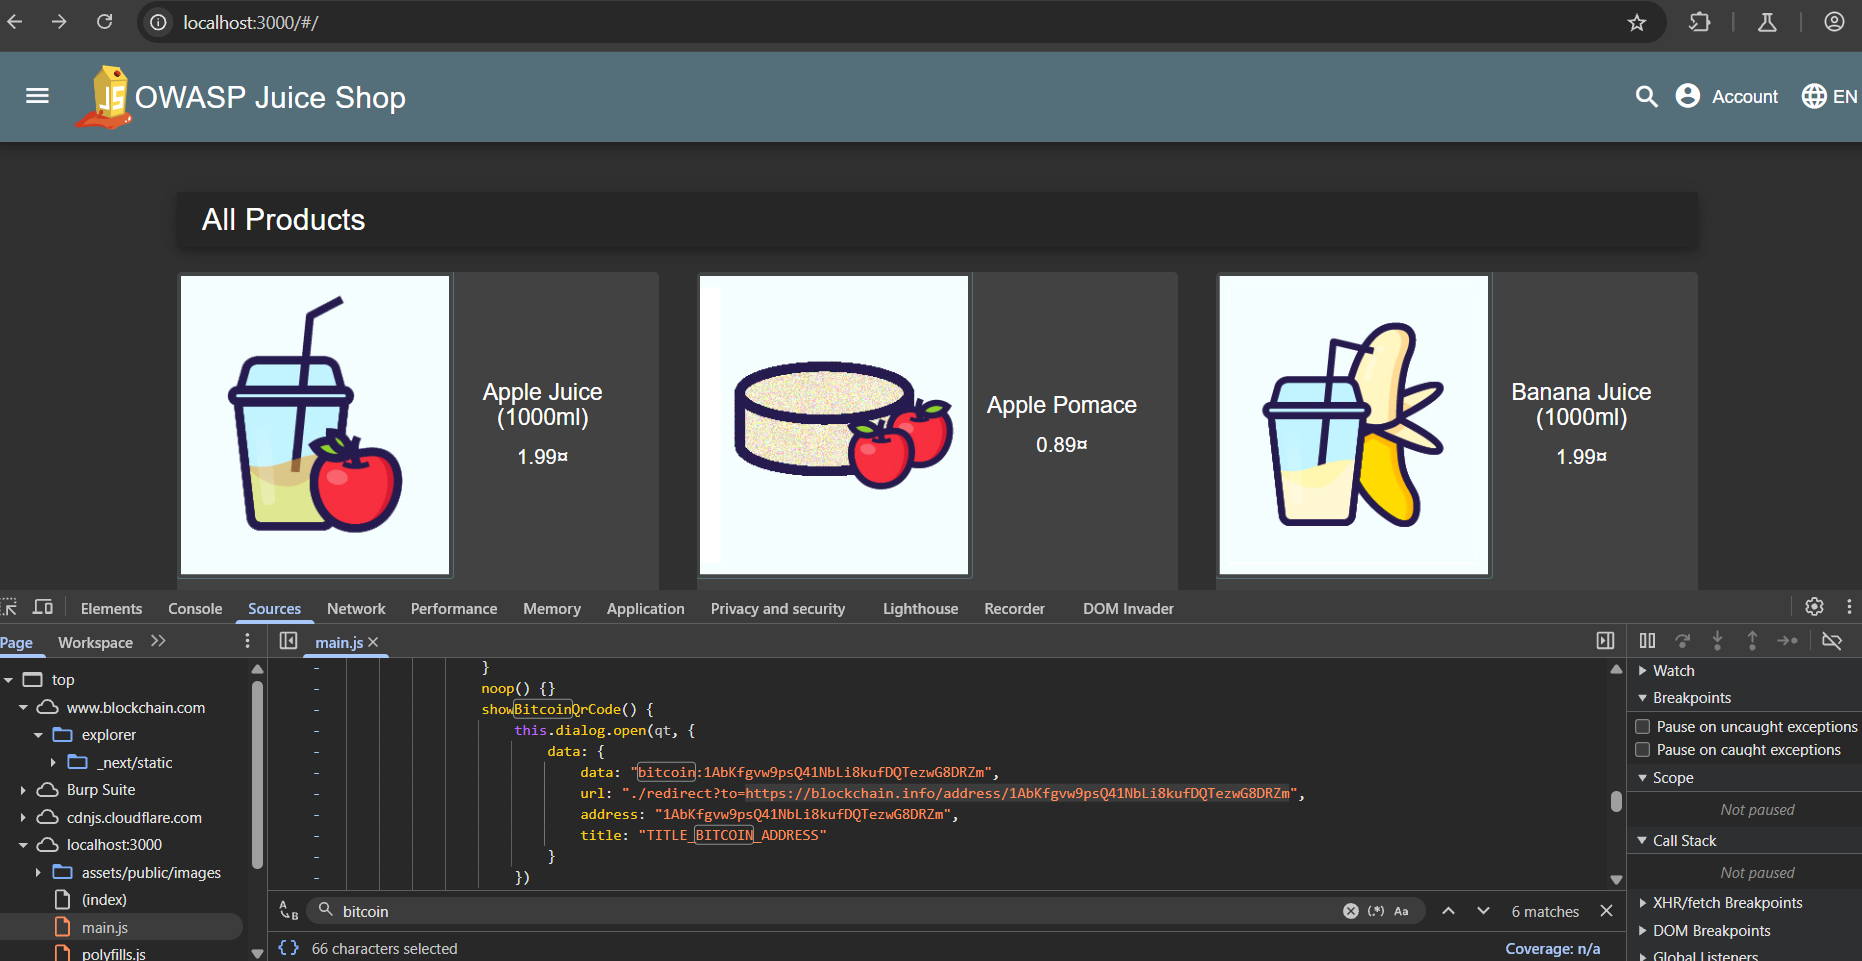 localhost:3000/#/
JS
OWASP Juice Shop
Account
EN
All Products
Apple Juice
(1000ml)
1.99¤
Apple Pomace
0.89¤
Banana Juice
(1000ml)
1.99¤
Elements Console Sources Network Performance Memory Application Privacy and security Lighthouse Recorder DOM Invader
Page Workspace
main.js
top
www.blockchain.com
explorer
_next/static
Burp Suite
cdnjs.cloudflare.com
localhost:3000
assets/public/images
(index)
main.js
polyfills.js
}
noop() {}
showBitcoinQrCode() {
this.dialog.open(qt, {
data: {
data: "bitcoin:1AbKfgvw9psQ41NbLi8kufDQTezwG8DRZm",
url: "./redirect?to=https://blockchain.info/address/1AbKfgvw9psQ41NbLi8kufDQTezwG8DRZm",
address: "1AbKfgvw9psQ41NbLi8kufDQTezwG8DRZm",
title: "TITLE_BITCOIN_ADDRESS"
}
})
A
B
bitcoin
(.*) Aa
6 matches
{} 66 characters selected
Coverage: n/a
Watch
Breakpoints
Pause on uncaught exceptions
Pause on caught exceptions
Scope
Not paused
Call Stack
Not paused
XHR/fetch Breakpoints
DOM Breakpoints
Global Listeners